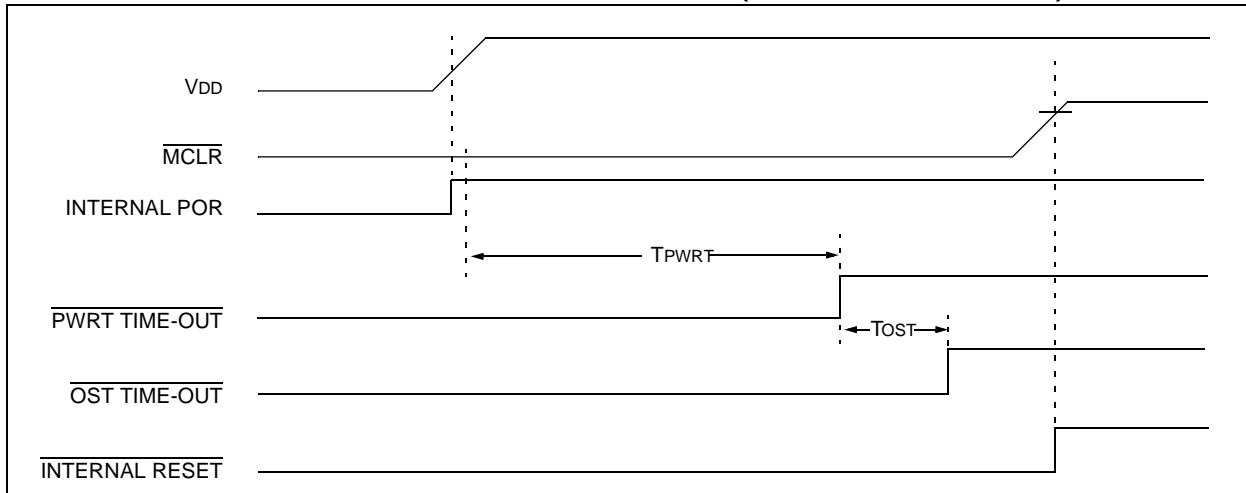 VDD
MCLR
INTERNAL POR
TPWRT
PWRT TIME-OUT
TOST
OST TIME-OUT
INTERNAL RESET